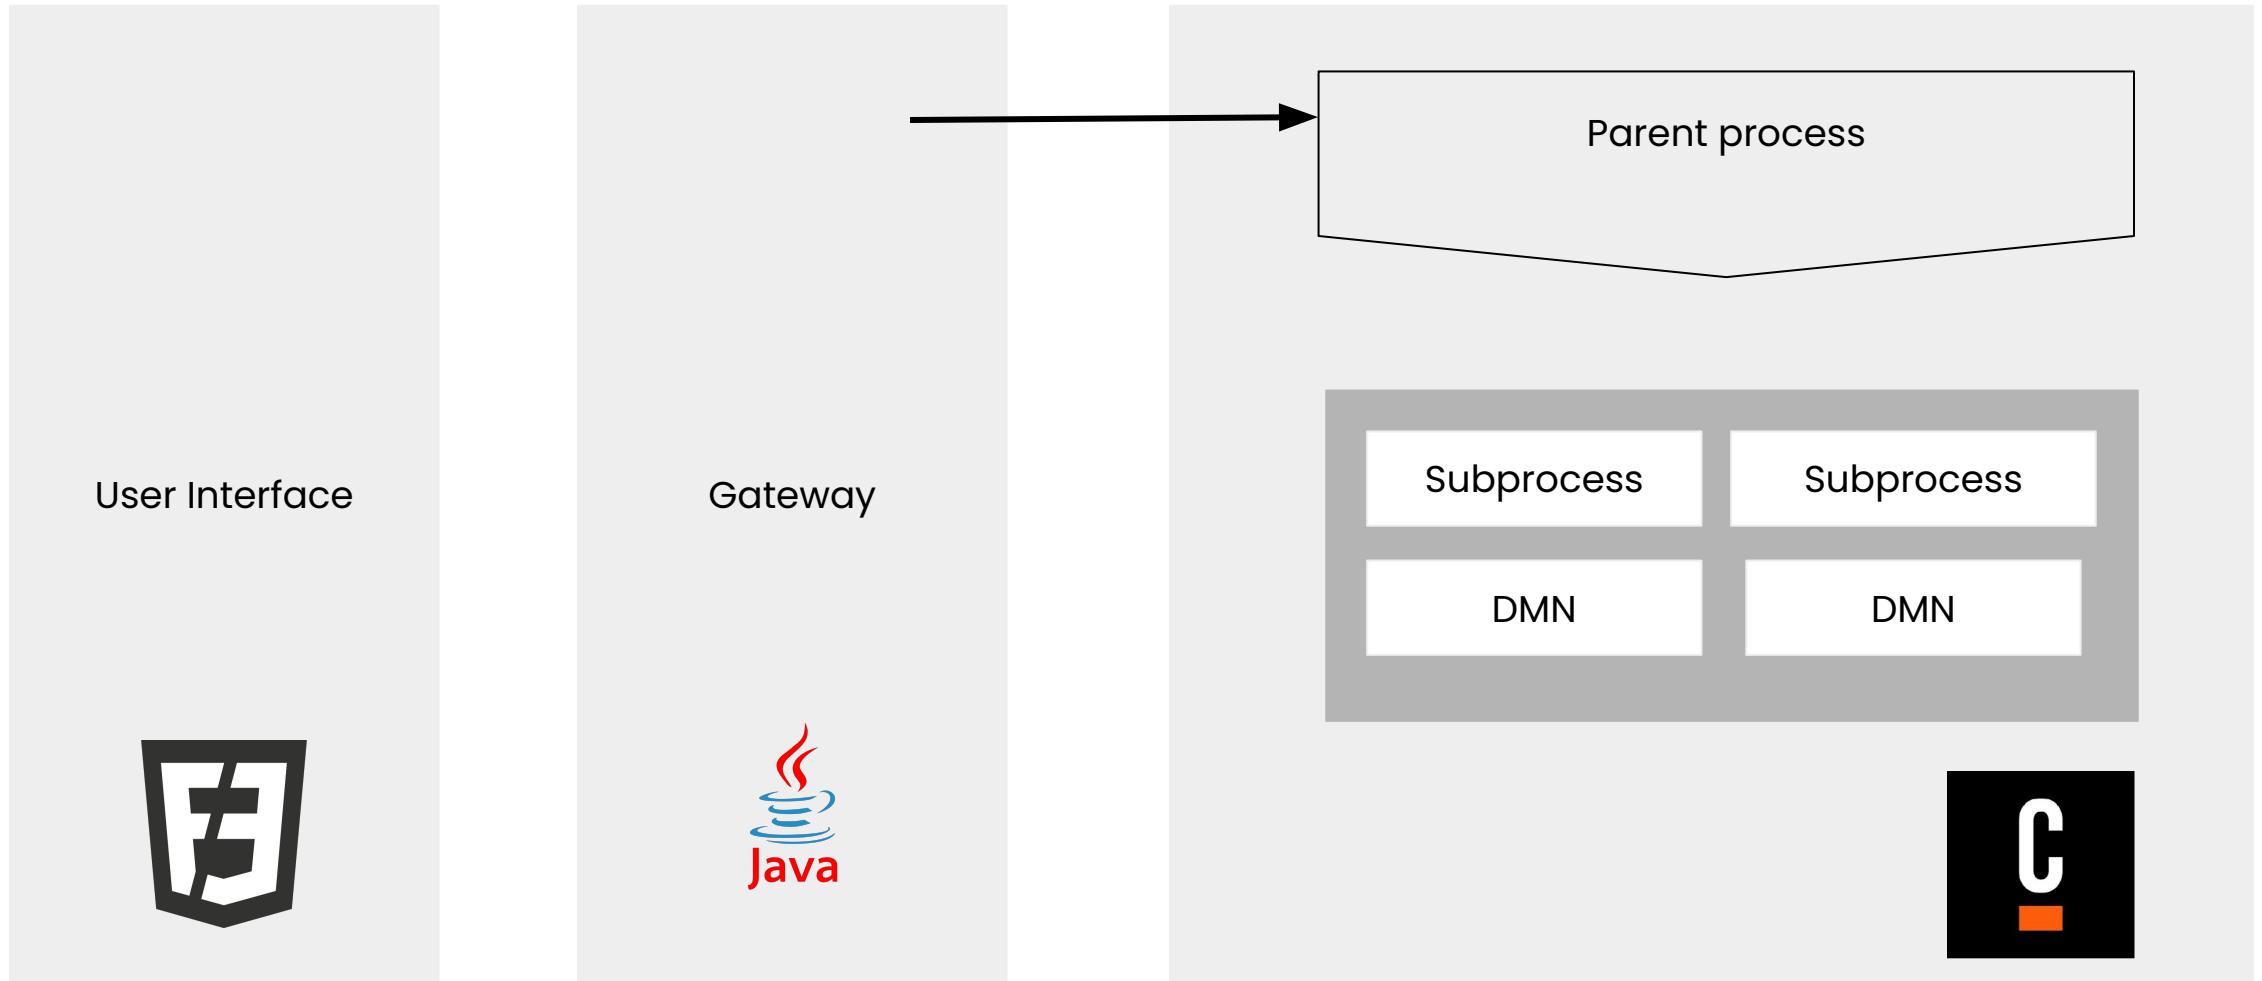 Parent process
User Interface
Gateway
Subprocess
Subprocess
DMN
DMN
Java
C